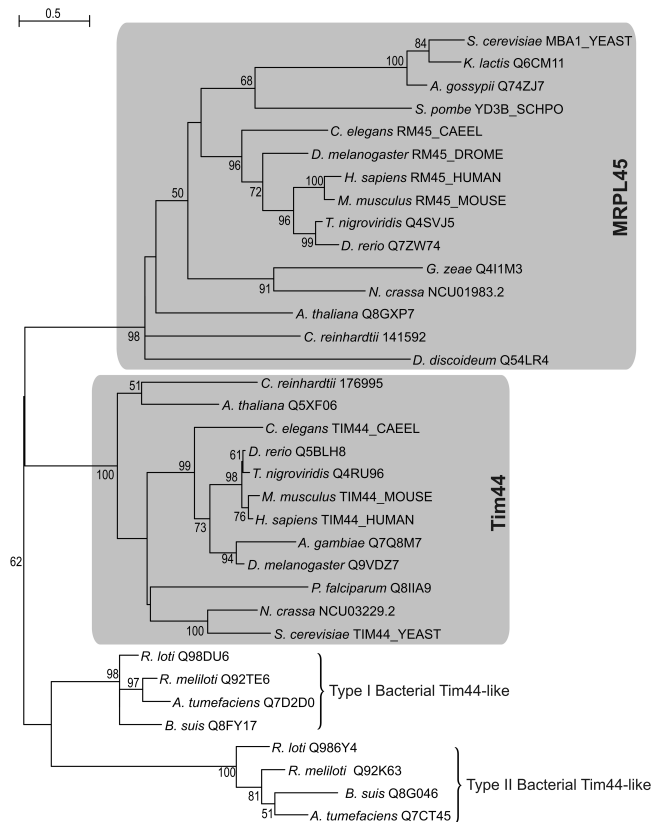 0.5
84
S. cerevisiae MBA1_YEAST
100
K. lactis Q6CM11
68
A. gossypii Q74ZJ7
S. pombe YD3B_SCHPO
C. elegans RM45_CAEEL
96
D. melanogaster RM45_DROME
72
100
H. sapiens RM45_HUMAN
50
M. musculus RM45_MOUSE
96
T. nigroviridis Q4SVJ5
99
D. rerio Q7ZW74
MRPL45
G. zeae Q4I1M3
91
N. crassa NCU01983.2
A. thaliana Q8GXP7
98
C. reinhardtii 141592
D. discoideum Q54LR4
51
C. reinhardtii 176995
A. thaliana Q5XF06
C. elegans TIM44_CAEEL
100
99
61
D. rerio Q5BLH8
98
T. nigroviridis Q4RU96
M. musculus TIM44_MOUSE
76
H. sapiens TIM44_HUMAN
73
Tim44
A. gambiae Q7Q8M7
94
D. melanogaster Q9VDZ7
62
P. falciparum Q8IIA9
N. crassa NCU03229.2
100
S. cerevisiae TIM44_YEAST
R. loti Q98DU6
98
97
R. meliloti Q92TE6
A. tumefaciens Q7D2D0
B. suis Q8FY17
Type I Bacterial Tim44-like
R. loti Q986Y4
100
R. meliloti Q92K63
81
B. suis Q8G046
51
A. tumefaciens Q7CT45
Type II Bacterial Tim44-like